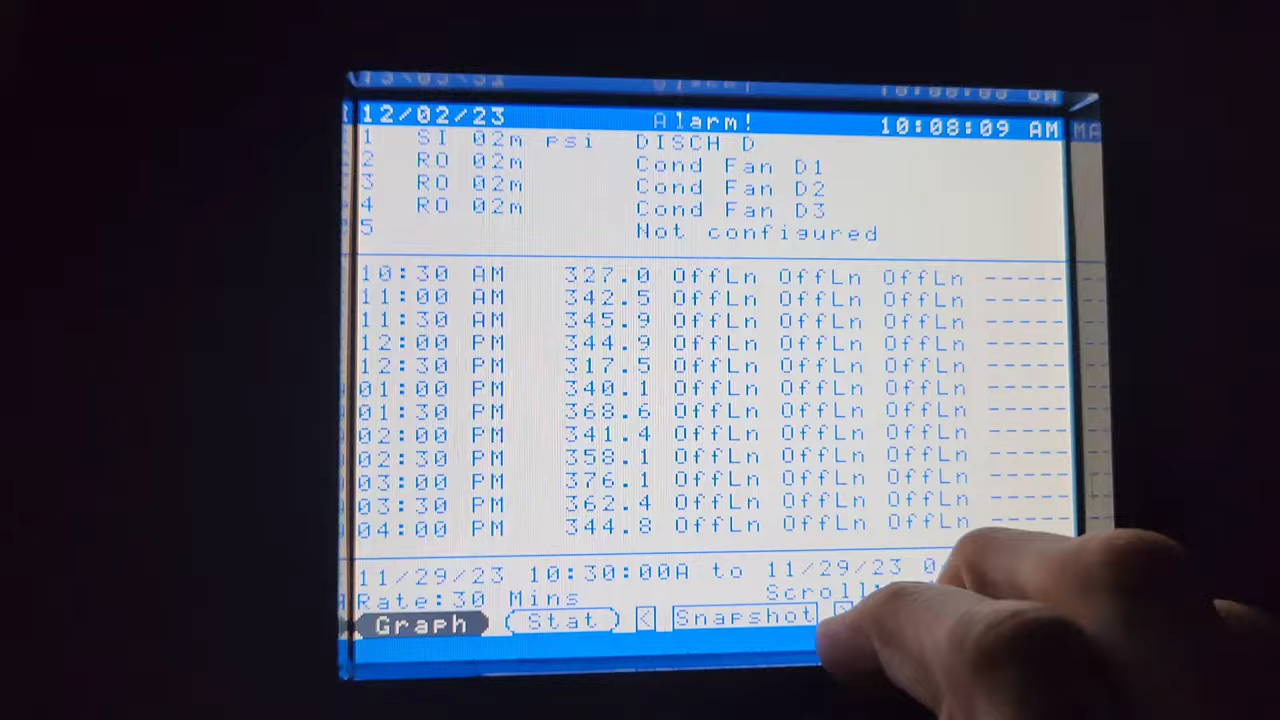 12/02/23 Alarm! 10:08:09 AM
1 SI 02m psi DISCH D
2 RO 02m Cond Fan D1
3 RO 02m Cond Fan D2
4 RO 02m Cond Fan D3
5 Not configured
10:30 AM 327.0 OffLn OffLn OffLn -----
11:00 AM 342.5 OffLn OffLn OffLn -----
11:30 AM 345.9 OffLn OffLn OffLn -----
12:00 PM 344.9 OffLn OffLn OffLn -----
12:30 PM 317.5 OffLn OffLn OffLn -----
01:00 PM 340.1 OffLn OffLn OffLn -----
01:30 PM 368.6 OffLn OffLn OffLn -----
02:00 PM 341.4 OffLn OffLn OffLn -----
02:30 PM 358.1 OffLn OffLn OffLn -----
03:00 PM 376.1 OffLn OffLn OffLn -----
03:30 PM 362.4 OffLn OffLn OffLn -----
04:00 PM 344.8 OffLn OffLn OffLn -----
11/29/23 10:30:00A to 11/29/23 0
Rate:30 Mins Scroll:
Graph Stat < Snapshot >